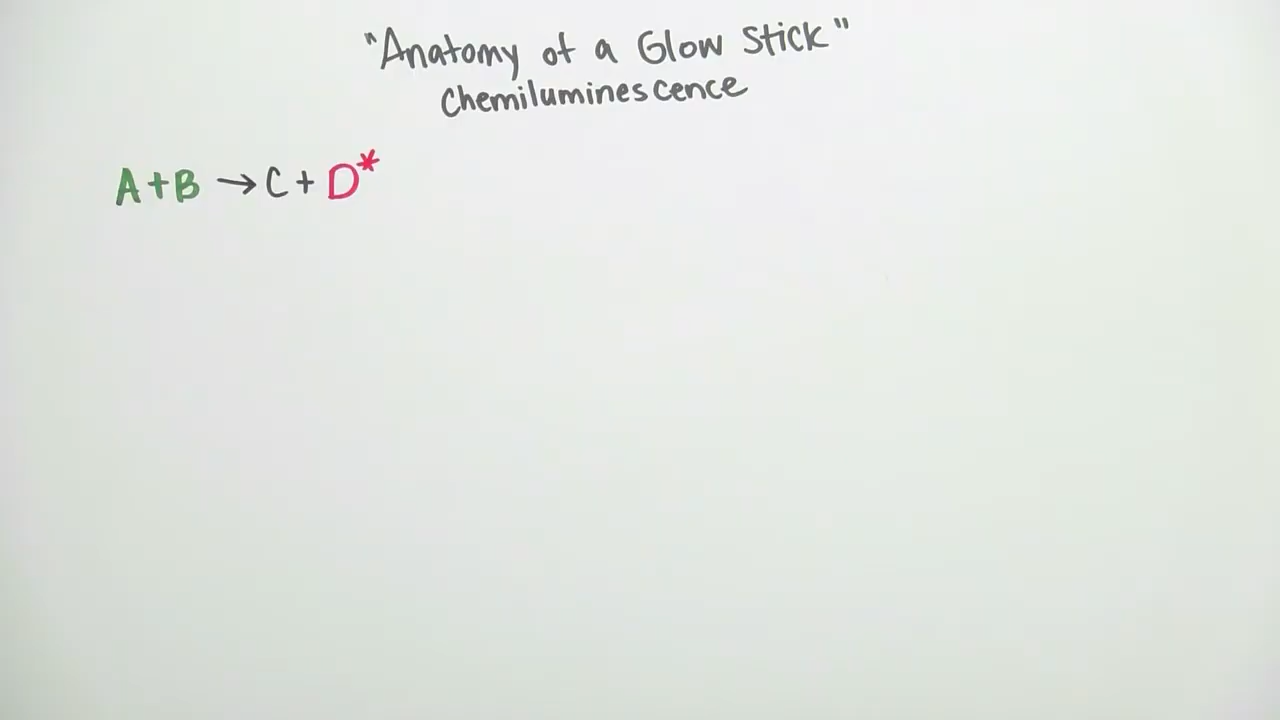 "Anatomy of a Glow Stick"
Chemiluminescence
A+B → C + D*